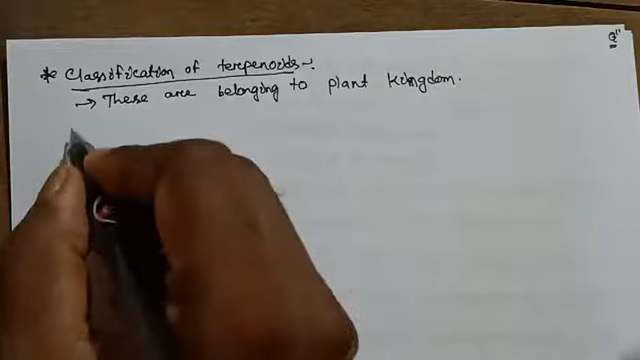 * Classification of terpenoids :-
→ These are belonging to plant kingdom.